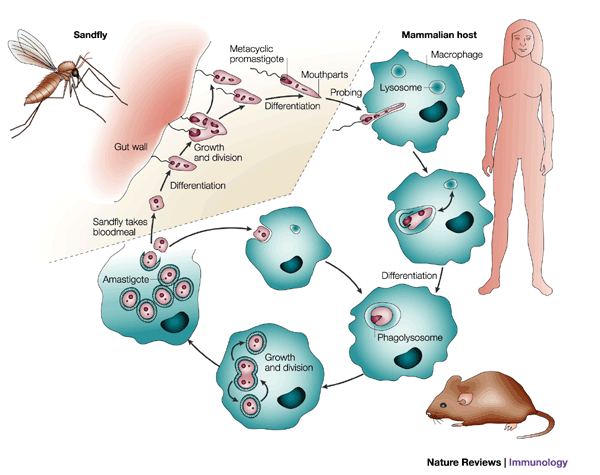 Sandfly
Metacyclic
promastigote
Mouthparts
Differentiation
Probing
Mammalian host
Macrophage
Lysosome
Gut wall
Growth
and division
Differentiation
Sandfly takes
bloodmeal
Amastigote
Differentiation
Phagolysosome
Growth
and division
Nature Reviews | Immunology